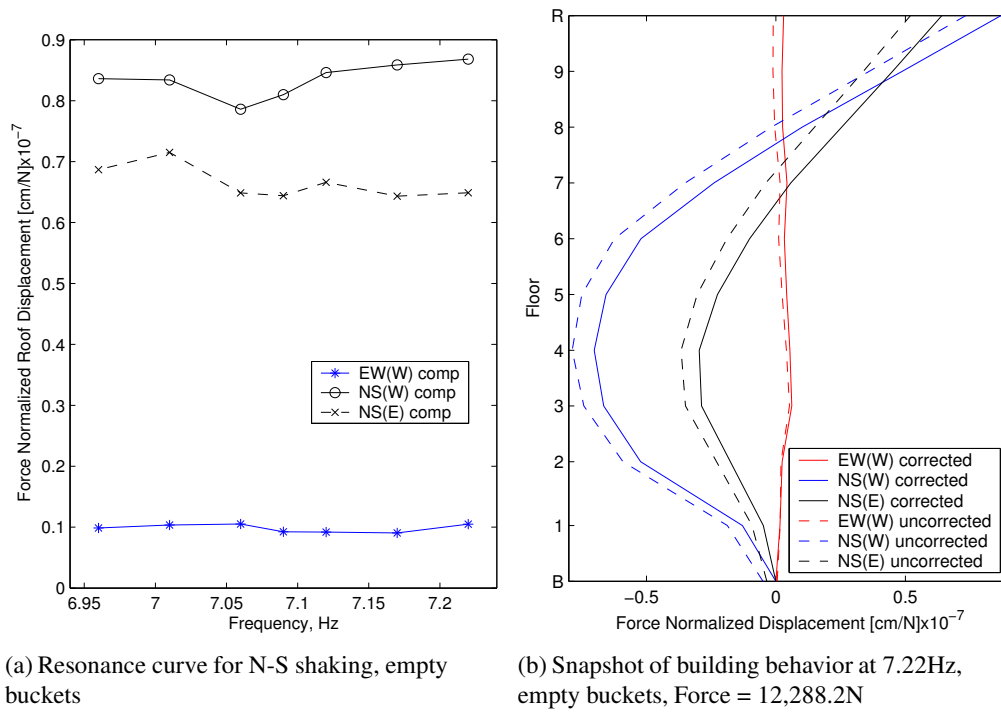 0.9
0.8
0.7
0.6
0.5
0.4
0.3
0.2
0.1
0
Force Normalized Roof Displacement [cm/N]x10⁻⁷
EW(W) comp
NS(W) comp
NS(E) comp
6.95 7 7.05 7.1 7.15 7.2
Frequency, Hz
(a) Resonance curve for N-S shaking, empty
buckets
R
9
8
7
6
5
4
3
2
1
B
Floor
EW(W) corrected
NS(W) corrected
NS(E) corrected
EW(W) uncorrected
NS(W) uncorrected
NS(E) uncorrected
−0.5 0 0.5
Force Normalized Displacement [cm/N]x10⁻⁷
(b) Snapshot of building behavior at 7.22Hz,
empty buckets, Force = 12,288.2N